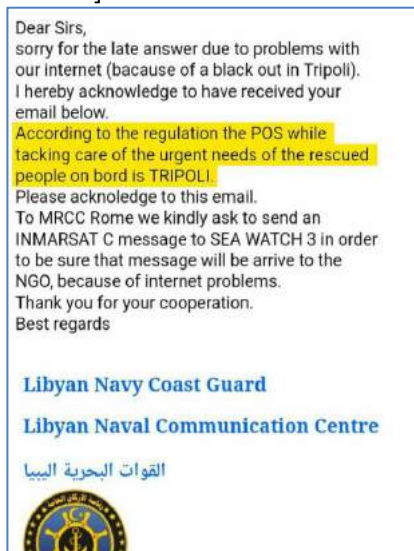 Dear Sirs,
sorry for the late answer due to problems with
our internet (bacause of a black out in Tripoli).
I hereby acknowledge to have received your
email below.
According to the regulation the POS while
tacking care of the urgent needs of the rescued
people on bord is TRIPOLI.
Please acknoledge to this email.
To MRCC Rome we kindly ask to send an
INMARSAT C message to SEA WATCH 3 in order
to be sure that message will be arrive to the
NGO, because of internet problems.
Thank you for your cooperation.
Best regards
Libyan Navy Coast Guard
Libyan Naval Communication Centre
القوات البحرية اليبيا